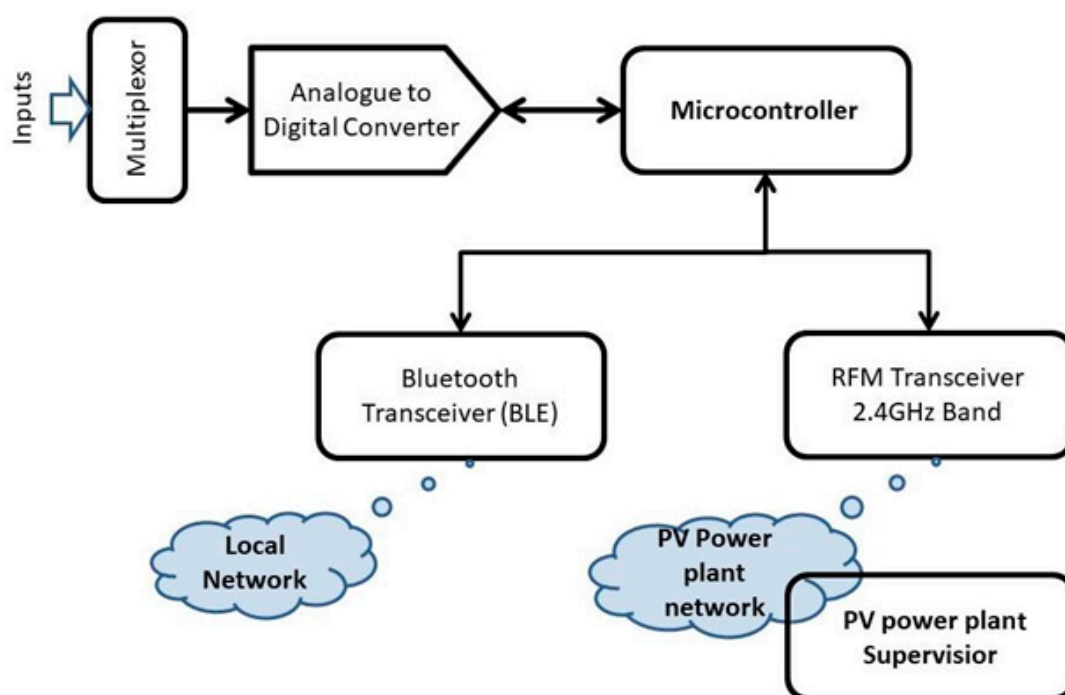 Inputs
Multiplexor
Analogue to
Digital Converter
Microcontroller
Bluetooth
Transceiver (BLE)
RFM Transceiver
2.4GHz Band
Local
Network
PV Power
plant
network
PV power plant
Supervisior